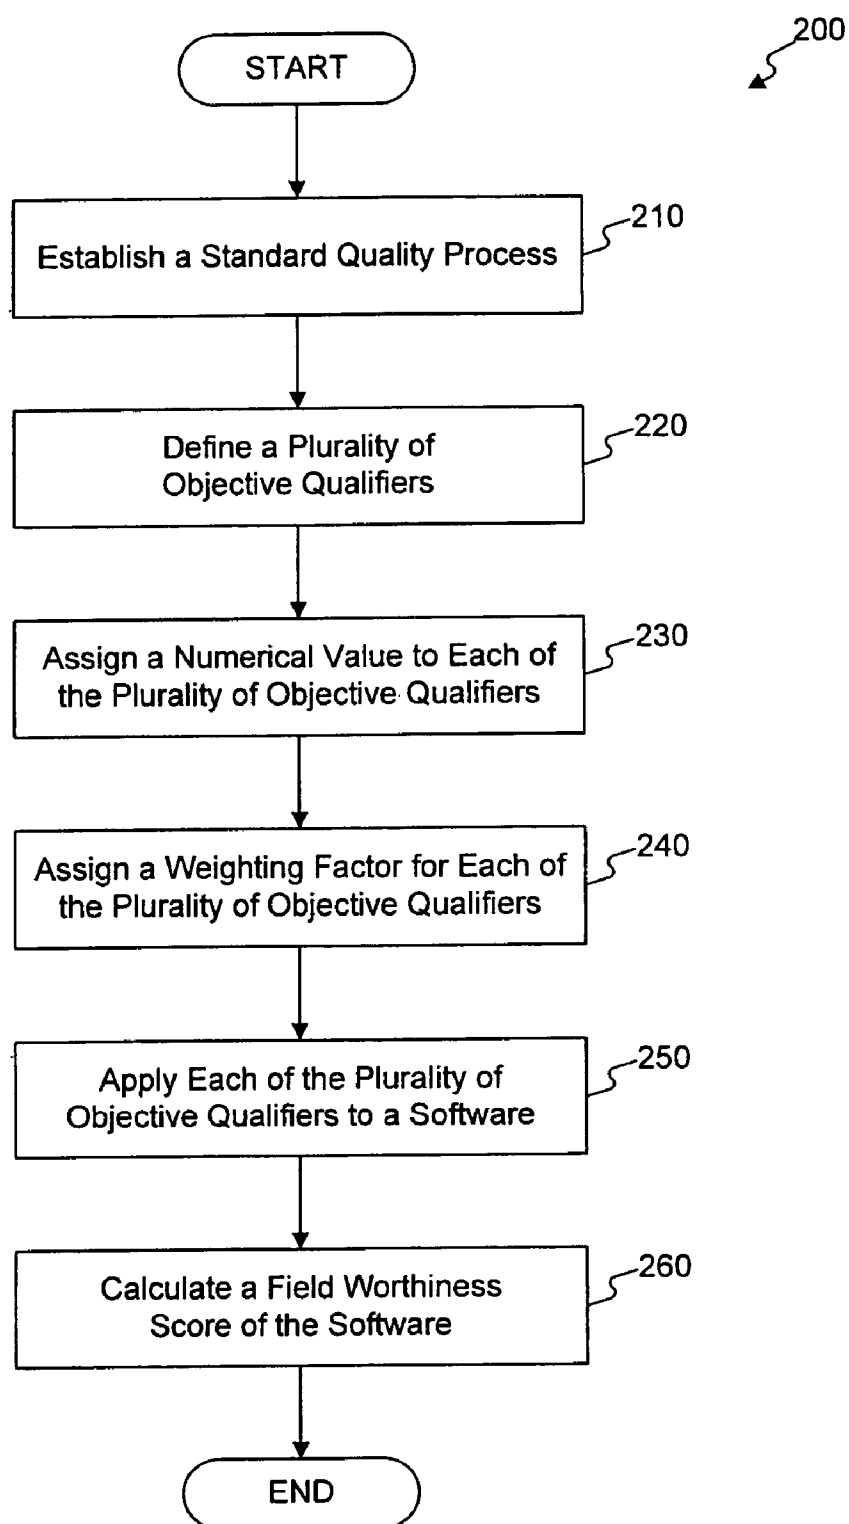 200
START
210
Establish a Standard Quality Process
220
Define a Plurality of
Objective Qualifiers
230
Assign a Numerical Value to Each of
the Plurality of Objective Qualifiers
240
Assign a Weighting Factor for Each of
the Plurality of Objective Qualifiers
250
Apply Each of the Plurality of
Objective Qualifiers to a Software
260
Calculate a Field Worthiness
Score of the Software
END